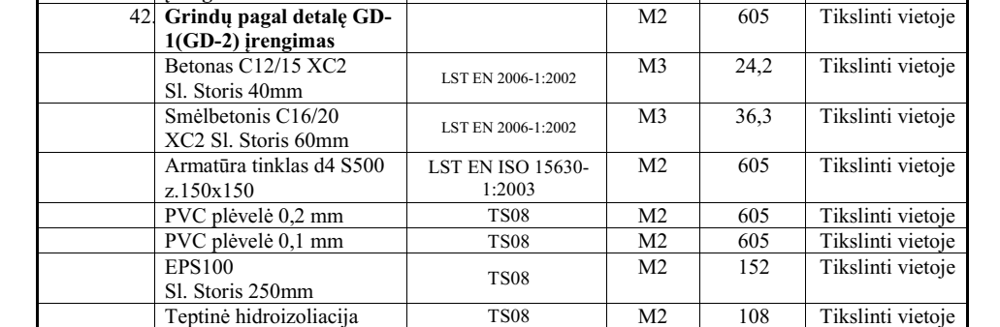 42. Grindų pagal detalę GD- M2 605 Tikslinti vietoje
1(GD-2) įrengimas
Betonas C12/15 XC2 LST EN 2006-1:2002 M3 24,2 Tikslinti vietoje
Sl. Storis 40mm
Smėlbetonis C16/20 LST EN 2006-1:2002 M3 36,3 Tikslinti vietoje
XC2 Sl. Storis 60mm
Armatūra tinklas d4 S500 LST EN ISO 15630- M2 605 Tikslinti vietoje
z.150x150 1:2003
PVC plėvelė 0,2 mm TS08 M2 605 Tikslinti vietoje
PVC plėvelė 0,1 mm TS08 M2 605 Tikslinti vietoje
EPS100 TS08 M2 152 Tikslinti vietoje
Sl. Storis 250mm
Teptinė hidroizoliacija TS08 M2 108 Tikslinti vietoje